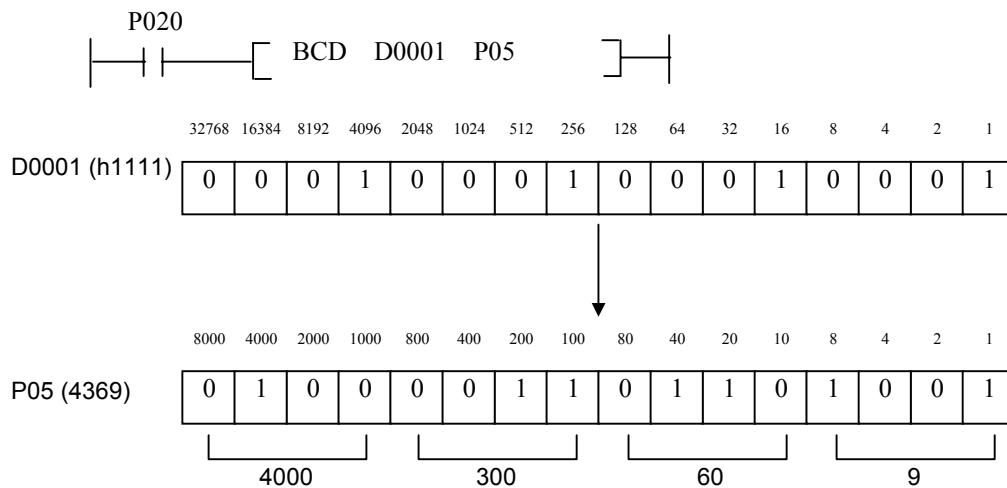 P020
BCD D0001 P05
32768 16384 8192 4096 2048 1024 512 256 128 64 32 16 8 4 2 1
D0001 (h1111) 0 0 0 1 0 0 0 1 0 0 0 1 0 0 0 1
8000 4000 2000 1000 800 400 200 100 80 40 20 10 8 4 2 1
P05 (4369) 0 1 0 0 0 0 1 1 0 1 1 0 1 0 0 1
4000 300 60 9